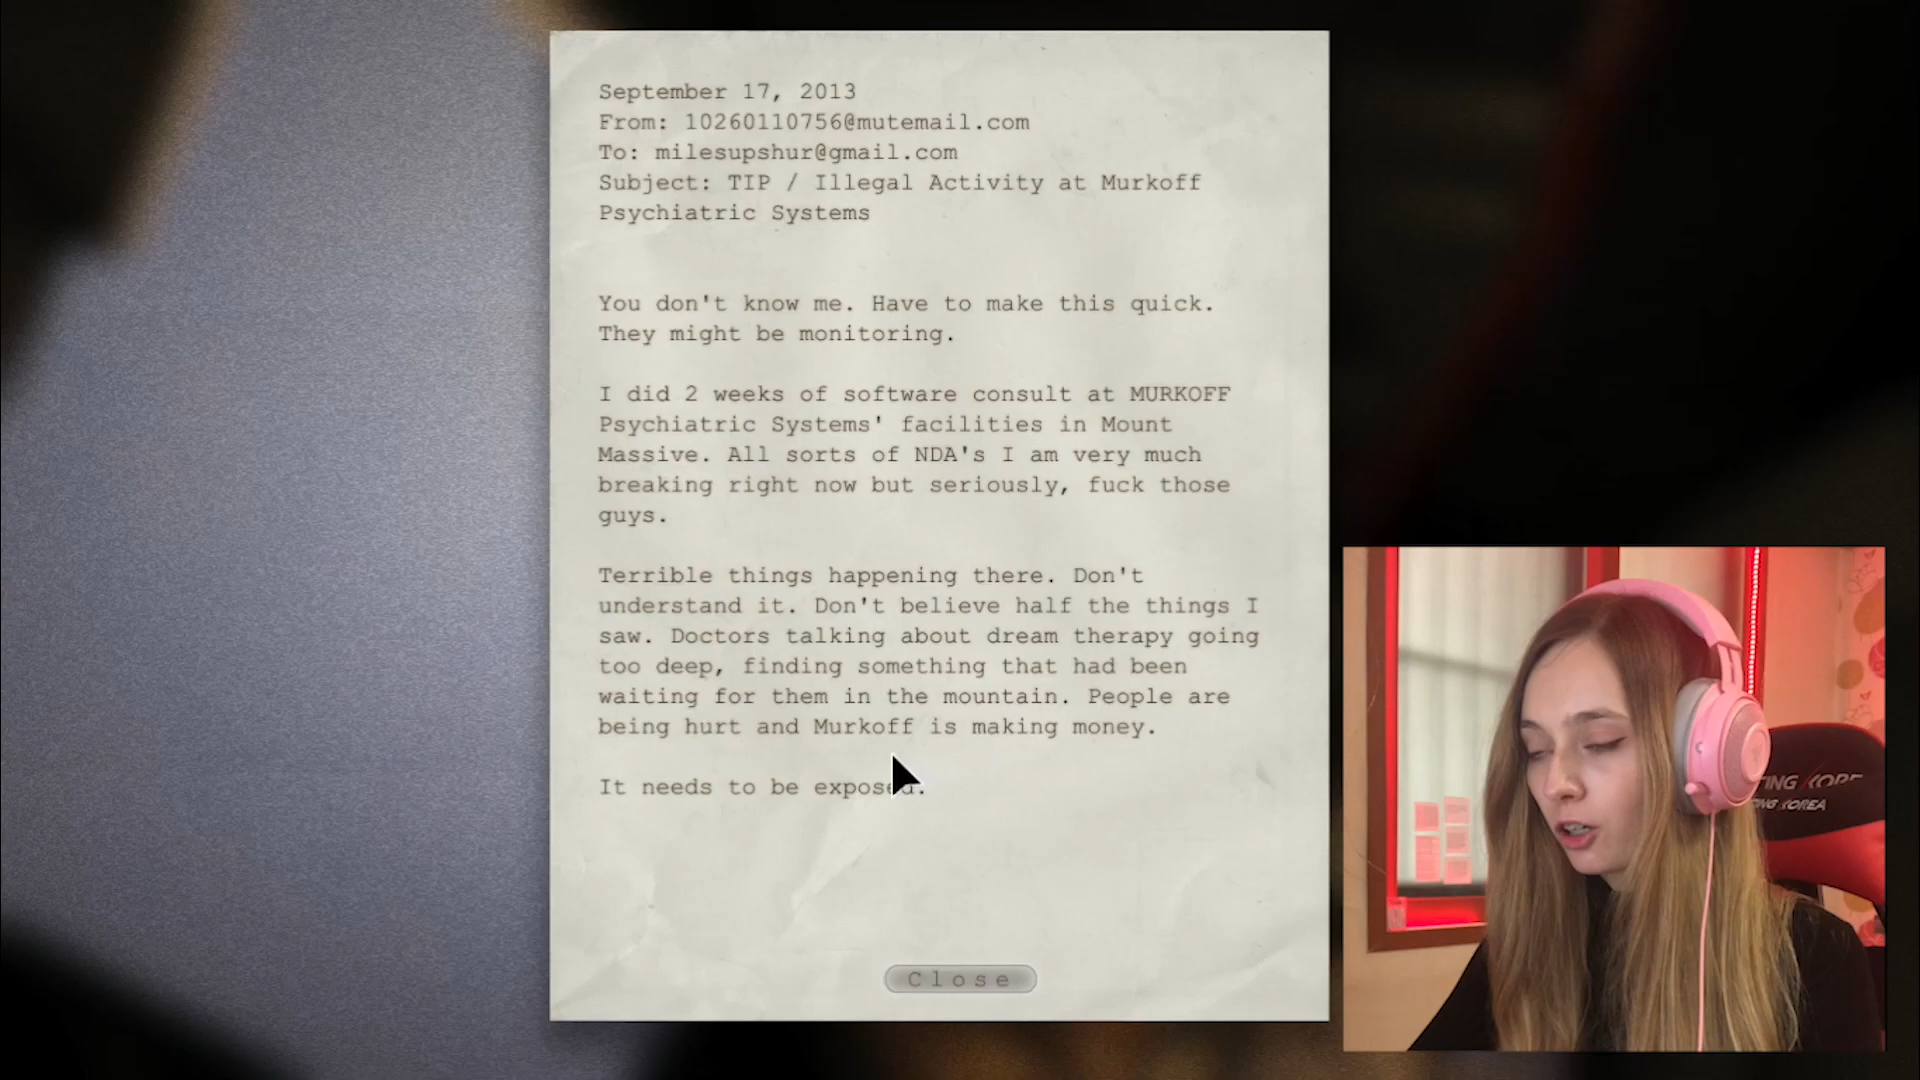 September 17, 2013
From: 10260110756@mutemail.com
To: milesupshur@gmail.com
Subject: TIP / Illegal Activity at Murkoff
Psychiatric Systems
You don't know me. Have to make this quick.
They might be monitoring.
I did 2 weeks of software consult at MURKOFF
Psychiatric Systems' facilities in Mount
Massive. All sorts of NDA's I am very much
breaking right now but seriously, fuck those
guys.
Terrible things happening there. Don't
understand it. Don't believe half the things I
saw. Doctors talking about dream therapy going
too deep, finding something that had been
waiting for them in the mountain. People are
being hurt and Murkoff is making money.
It needs to be exposed.
Close
KOREA